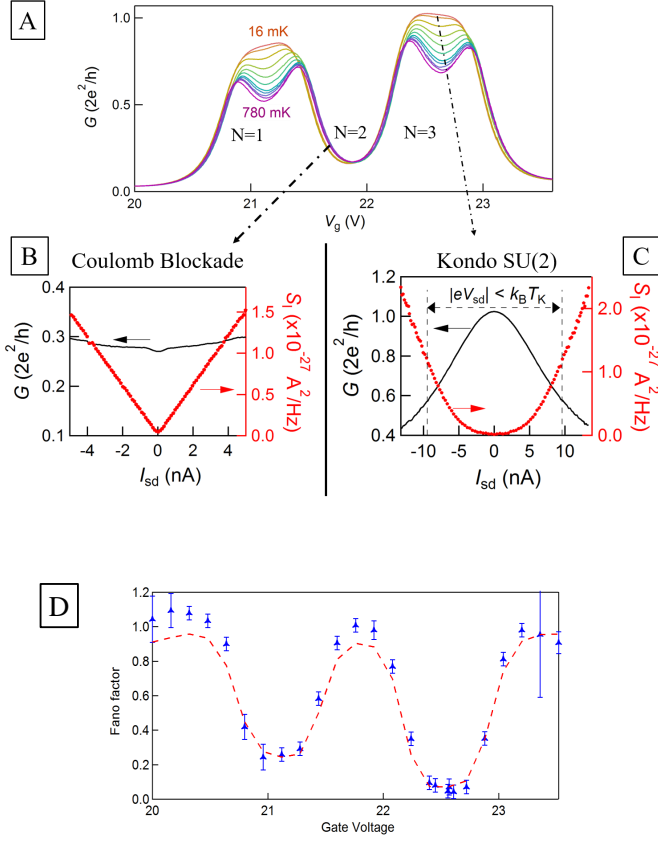 A
G (2e²/h)
1.0
0.5
0.0
16 mK
780 mK
N=1
N=2
N=3
20
21
22
23
V_g (V)
B
Coulomb Blockade
G (2e²/h)
0.4
0.3
0.2
0.1
-4
-2
0
2
4
I_sd (nA)
1.5
1.0
0.5
0.0
S_I (x10⁻²⁷ A²/Hz)
Kondo SU(2)
C
|eV_sd| < k_BT_K
G (2e²/h)
1.2
1.0
0.8
0.6
0.4
-10
-5
0
5
10
I_sd (nA)
2.0
1.0
0.0
S_I (x10⁻²⁷ A²/Hz)
D
Fano factor
1.2
1.0
0.8
0.6
0.4
0.2
0.0
20
21
22
23
Gate Voltage